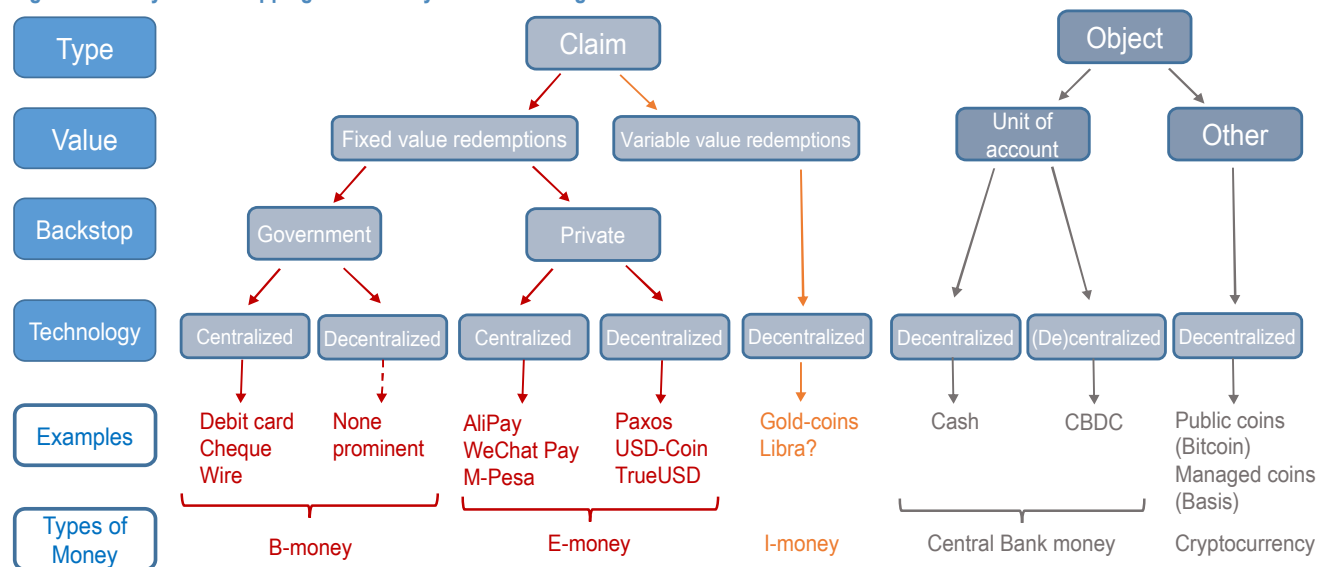 Type
Claim
Object
Value
Fixed value redemptions
Variable value redemptions
Unit of
account
Other
Backstop
Government
Private
Technology
Centralized
Decentralized
Centralized
Decentralized
Decentralized
Decentralized
(De)centralized
Decentralized
Examples
Debit card
Cheque
Wire
None
prominent
AliPay
WeChat Pay
M-Pesa
Paxos
USD-Coin
TrueUSD
Gold-coins
Libra?
Cash
CBDC
Public coins
(Bitcoin)
Managed coins
(Basis)
Types of
Money
B-money
E-money
I-money
Central Bank money
Cryptocurrency